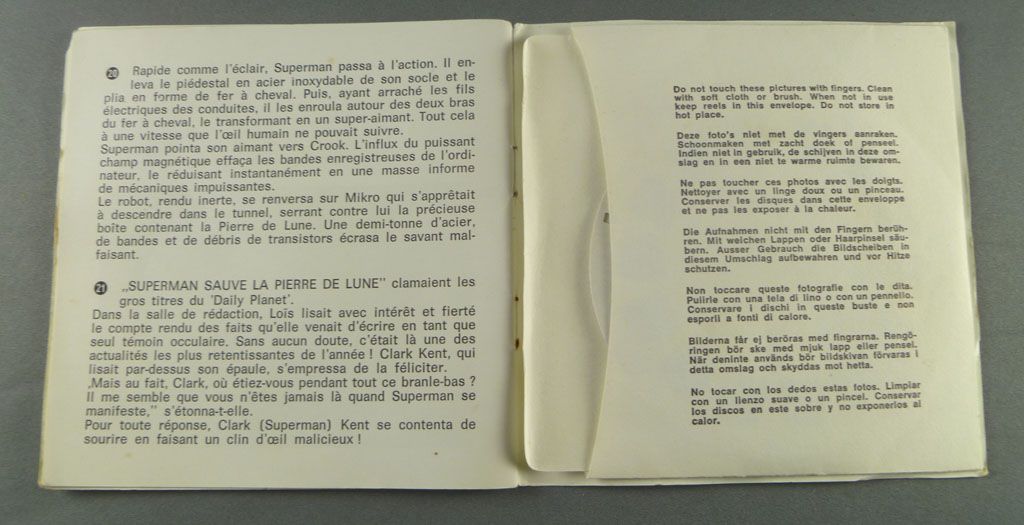 20 Rapide comme l'éclair, Superman passa à l'action. Il en-
leva le piédestal en acier inoxydable de son socle et le
plia en forme de fer à cheval. Puis, ayant arraché les fils
électriques des conduites, il les enroula autour des deux bras
du fer à cheval, le transformant en un super-aimant. Tout cela
à une vitesse que l'œil humain ne pouvait suivre.
Superman pointa son aimant vers Crook. L'influx du puissant
champ magnétique effaça les bandes enregistreuses de l'ordi-
nateur, le réduisant instantanément en une masse informe
de mécaniques impuissantes.
Le robot, rendu inerte, se renversa sur Mikro qui s'apprêtait
à descendre dans le tunnel, serrant contre lui la précieuse
boîte contenant la Pierre de Lune. Une demi-tonne d'acier,
de bandes et de débris de transistors écrasa le savant mal-
faisant.
21 „SUPERMAN SAUVE LA PIERRE DE LUNE" clamaient les
gros titres du 'Daily Planet'.
Dans la salle de rédaction, Loïs lisait avec intérêt et fierté
le compte rendu des faits qu'elle venait d'écrire en tant que
seul témoin occulaire. Sans aucun doute, c'était là une des
actualités les plus retentissantes de l'année ! Clark Kent, qui
lisait par-dessus son épaule, s'empressa de la féliciter.
„Mais au fait, Clark, où étiez-vous pendant tout ce branle-bas ?
Il me semble que vous n'êtes jamais là quand Superman se
manifeste," s'étonna-t-elle.
Pour toute réponse, Clark (Superman) Kent se contenta de
sourire en faisant un clin d'œil malicieux !
Do not touch these pictures with fingers. Clean
with soft cloth or brush. When not in use
keep reels in this envelope. Do not store in
hot place.
Deze foto's niet met de vingers aanraken.
Schoonmaken met zacht doek of penseel.
Indien niet in gebruik, de schijven in deze om-
slag en in een niet te warme ruimte bewaren.
Ne pas toucher ces photos avec les doigts.
Nettoyer avec un linge doux ou un pinceau.
Conserver les disques dans cette enveloppe
et ne pas les exposer à la chaleur.
Die Aufnahmen nicht mit den Fingern berüh-
ren. Mit weichen Lappen oder Haarpinsel säu-
bern. Ausser Gebrauch die Bildscheiben in
diesem Umschlag aufbewahren und vor Hitze
schutzen.
Non toccare queste fotografie con le dita.
Pulirle con una tela di lino o con un pennello.
Conservare i dischi in queste buste e non
esporli a fonti di calore.
Bilderna får ej beröras med fingrarna. Rengö-
ringen bör ske med mjuk lapp eller pensel.
När deninte används bör bildskivan förvaras i
detta omslag och skyddas mot hetta.
No tocar con los dedos estas fotos. Limpiar
con un lienzo suave o un pincel. Conservar
los discos en este sobre y no exponerlos al
calor.